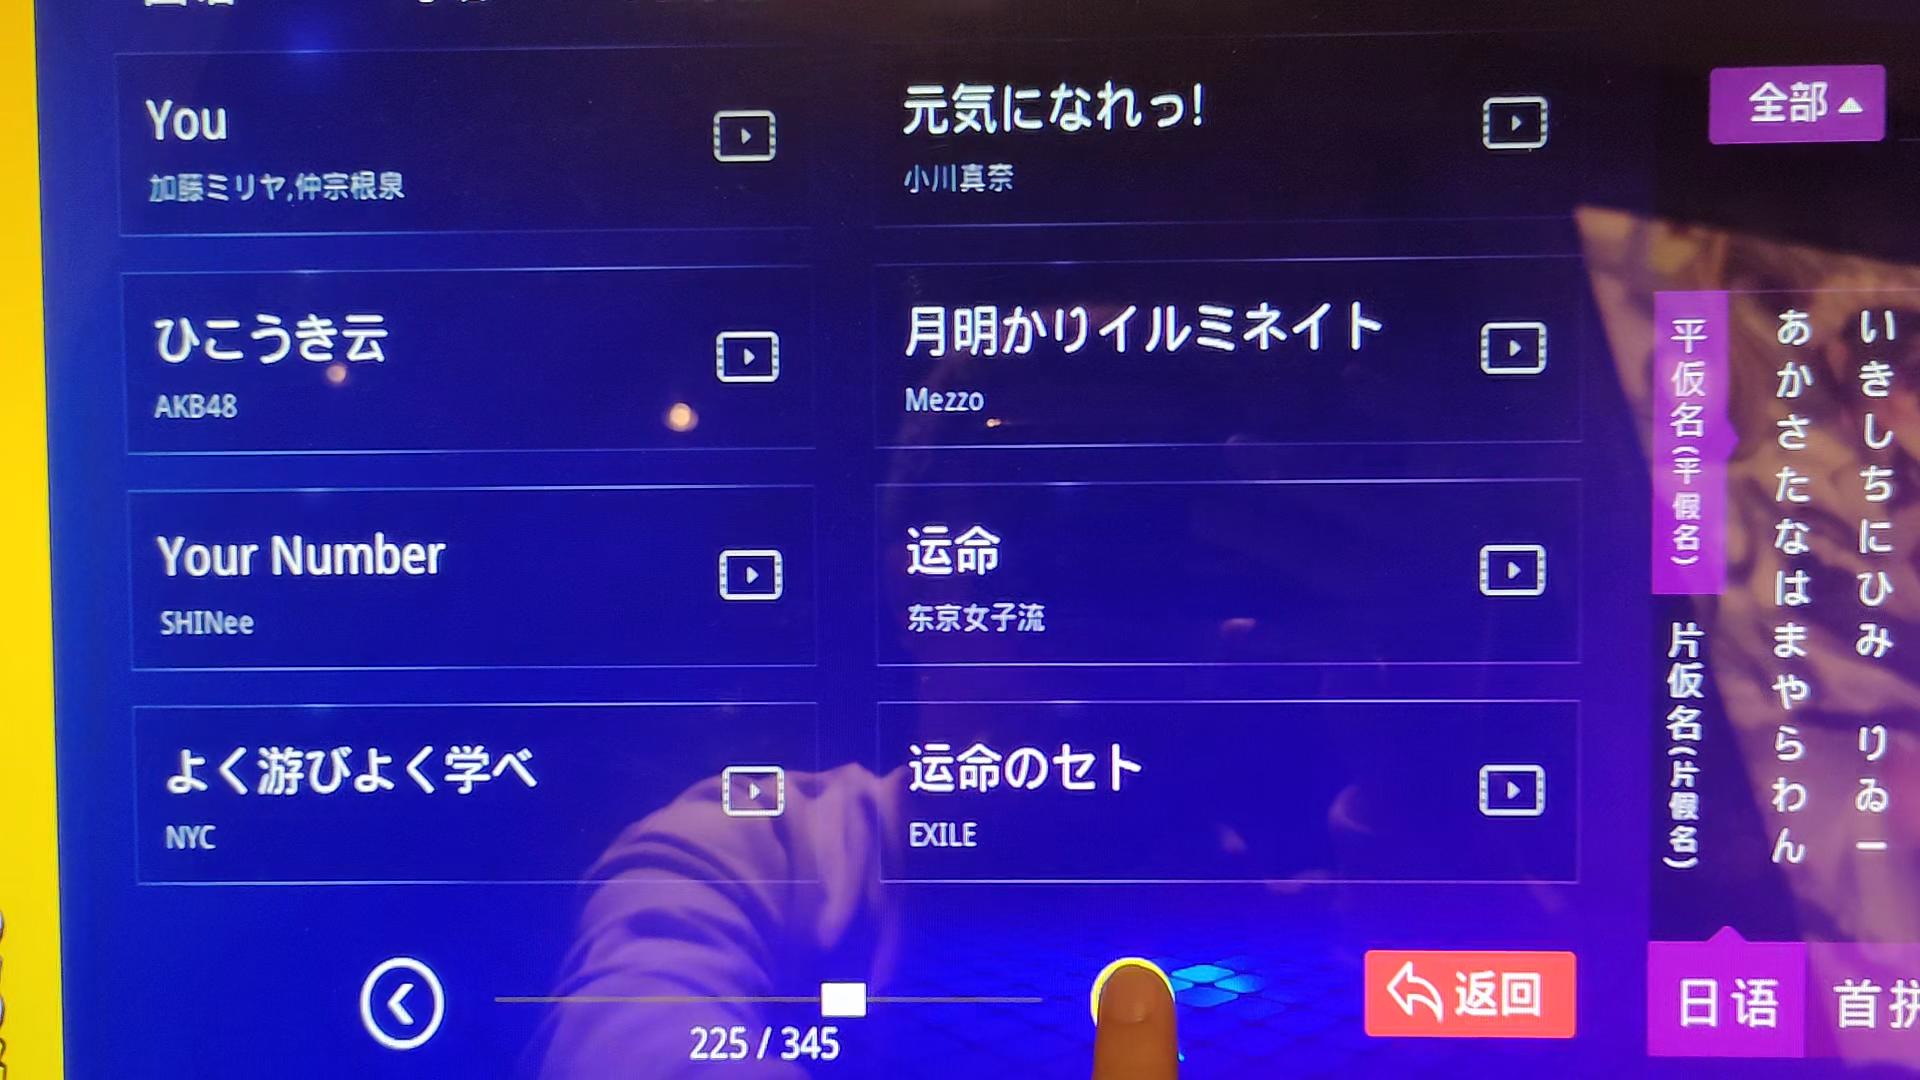 You
加藤ミリヤ,仲宗根泉
元気になれっ!
小川真奈
ひこうき云
AKB48
月明かりイルミネイト
Mezzo
Your Number
SHINee
运命
东京女子流
よく游びよく学べ
NYC
运命のセト
EXILE
225 / 345
返回
全部
平仮名(平假名)
片仮名(片假名)
あかさたなはまやらわん
いきしちにひみ りゐー
日语
首拼